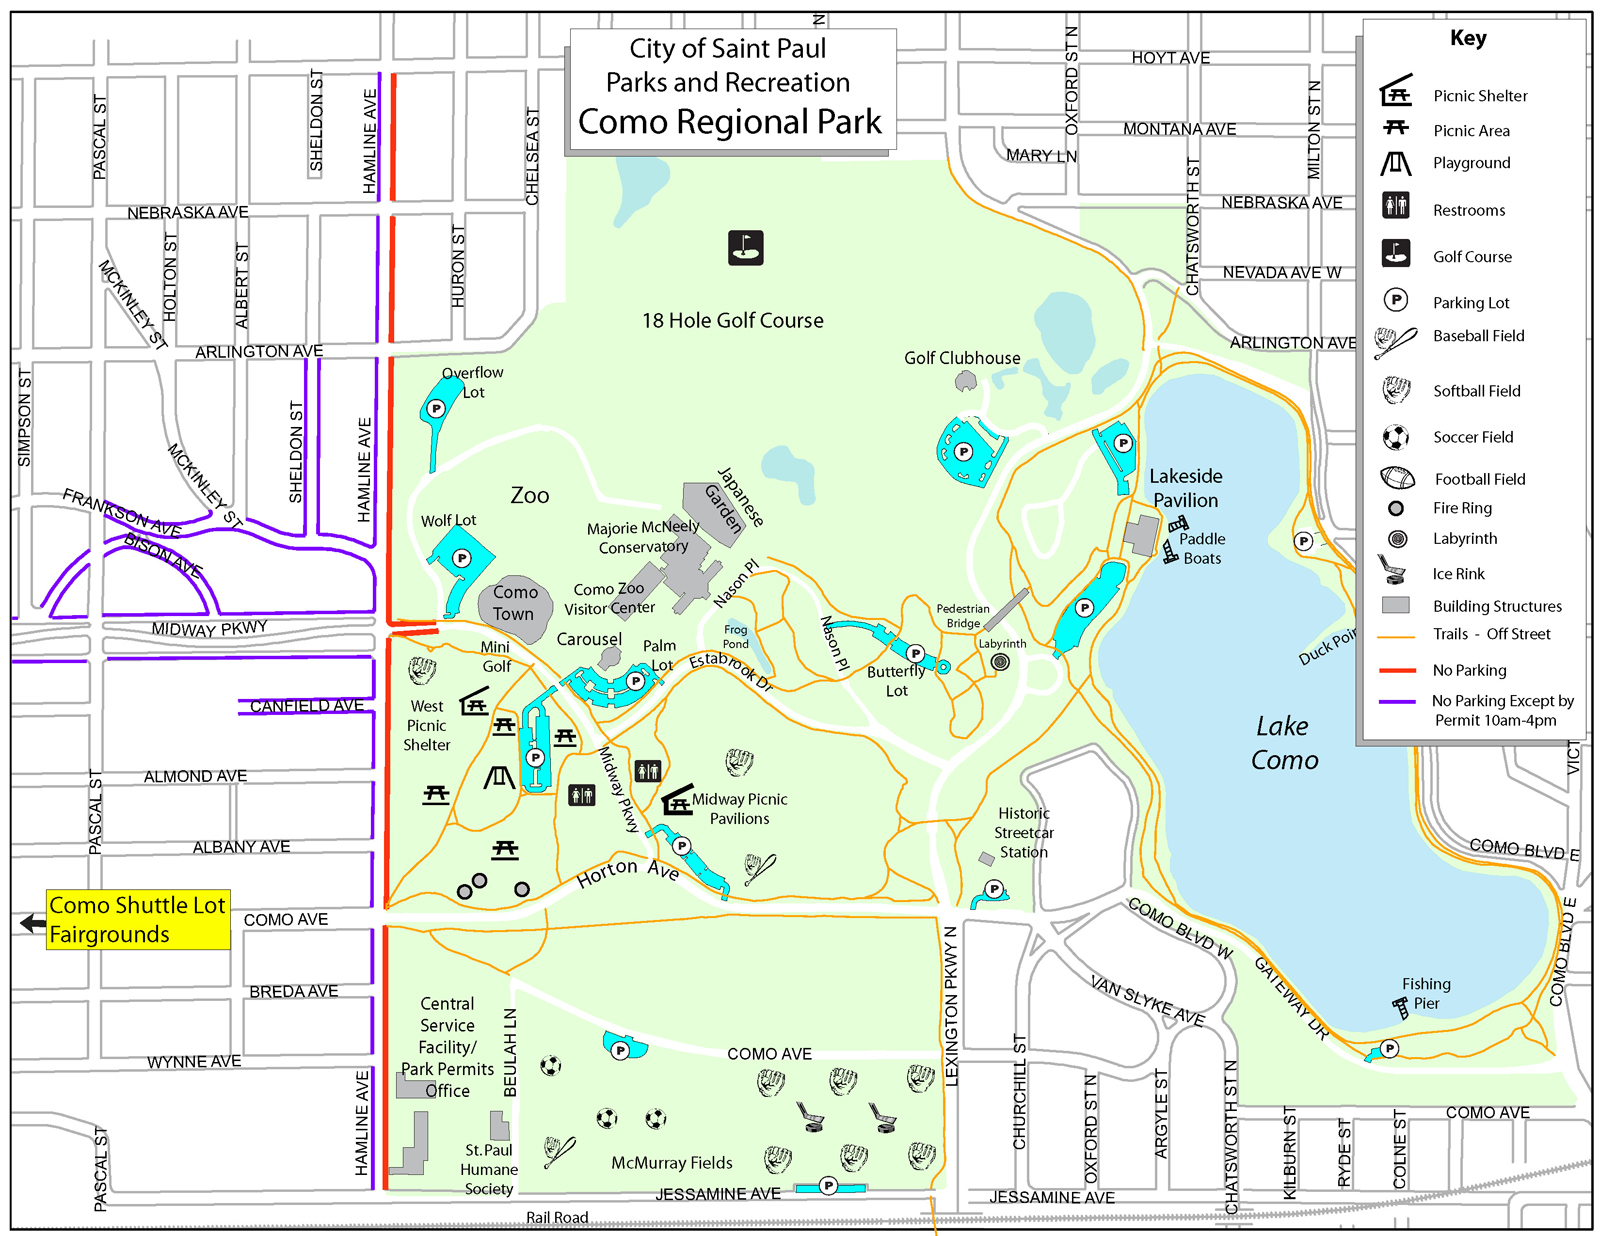 City of Saint Paul
Parks and Recreation
Como Regional Park
Key
Picnic Shelter
Picnic Area
Playground
Restrooms
Golf Course
P
Parking Lot
Baseball Field
Softball Field
Soccer Field
Football Field
Fire Ring
Labyrinth
Ice Rink
Building Structures
Trails - Off Street
No Parking
No Parking Except by
Permit 10am-4pm
N
OXFORD ST N
HOYT AVE
MONTANA AVE
MARY LN
MILTON ST N
CHATSWORTH ST
NEBRASKA AVE
NEVADA AVE W
ARLINGTON AVE
PASCAL ST
SHELDON ST
HAMLINE AVE
CHELSEA ST
NEBRASKA AVE
HOLTON ST
ALBERT ST
HURON ST
MCKINLEY ST
ARLINGTON AVE
SIMPSON ST
SHELDON ST
HAMLINE AVE
MCKINLEY ST
FRANKSON AVE
BISON AVE
MIDWAY PKWY
CANFIELD AVE
ALMOND AVE
PASCAL ST
ALBANY AVE
Como Shuttle Lot
Fairgrounds
COMO AVE
BREDA AVE
WYNNE AVE
HAMLINE AVE
PASCAL ST
18 Hole Golf Course
Golf Clubhouse
P
Overflow
Lot
P
Zoo
Wolf Lot
P
Japanese
Garden
Majorie McNeely
Conservatory
Como
Town
Como Zoo
Visitor Center
Nason Pl
Carousel
Palm
Lot
P
Mini
Golf
Frog
Pond
Estabrook Dr
Nason Pl
Butterfly
Lot
P
Pedestrian
Bridge
Labyrinth
P
Lakeside
Pavilion
Paddle
Boats
P
P
Duck Poin
Lake
Como
West
Picnic
Shelter
P
Midway Pkwy
Midway Picnic
Pavilions
P
Horton Ave
Historic
Streetcar
Station
P
VICT
COMO BLVD E
COMO BLVD E
COMO BLVD W
GATEWAY DR
VAN SLYKE AVE
Fishing
Pier
P
LEXINGTON PKWY N
Central
Service
Facility/
Park Permits
Office
BEULAH LN
P
COMO AVE
St.Paul
Humane
Society
McMurray Fields
JESSAMINE AVE
P
JESSAMINE AVE
CHURCHILL ST
OXFORD ST N
ARGYLE ST
CHATSWORTH ST N
KILBURN ST
RYDE ST
COLNE ST
COMO AVE
Rail Road